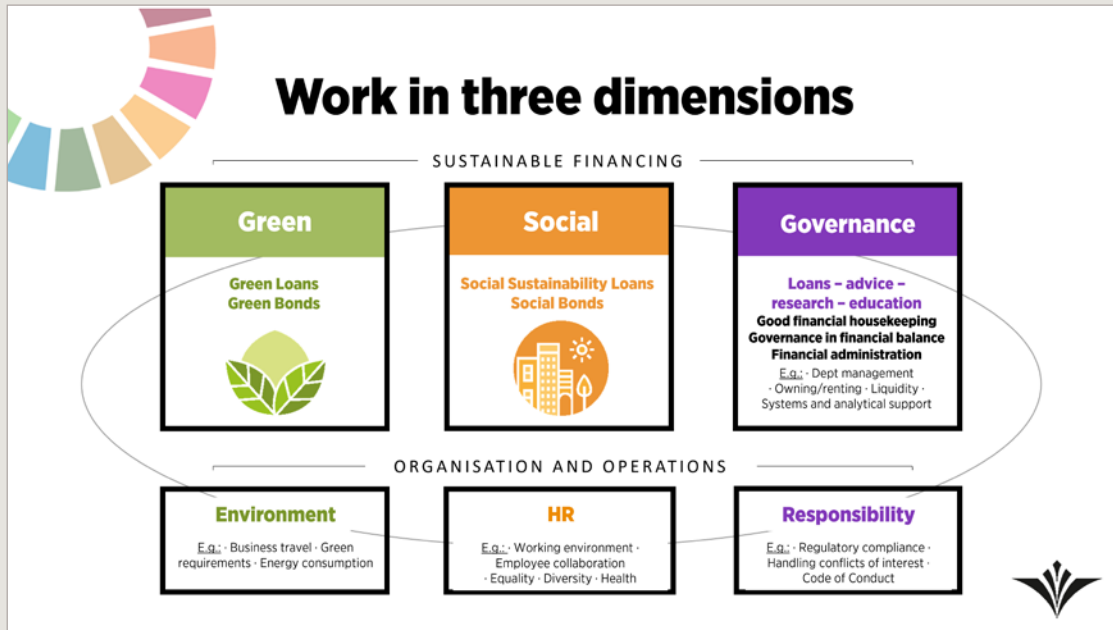 Work in three dimensions
SUSTAINABLE FINANCING
Green
Green Loans
Green Bonds
Social
Social Sustainability Loans
Social Bonds
Governance
Loans – advice –
research – education
Good financial housekeeping
Governance in financial balance
Financial administration
E.g.: · Dept management
· Owning/renting · Liquidity ·
Systems and analytical support
ORGANISATION AND OPERATIONS
Environment
E.g.: · Business travel · Green
requirements · Energy consumption
HR
E.g.: · Working environment ·
Employee collaboration
· Equality · Diversity · Health
Responsibility
E.g.: · Regulatory compliance ·
Handling conflicts of interest ·
Code of Conduct